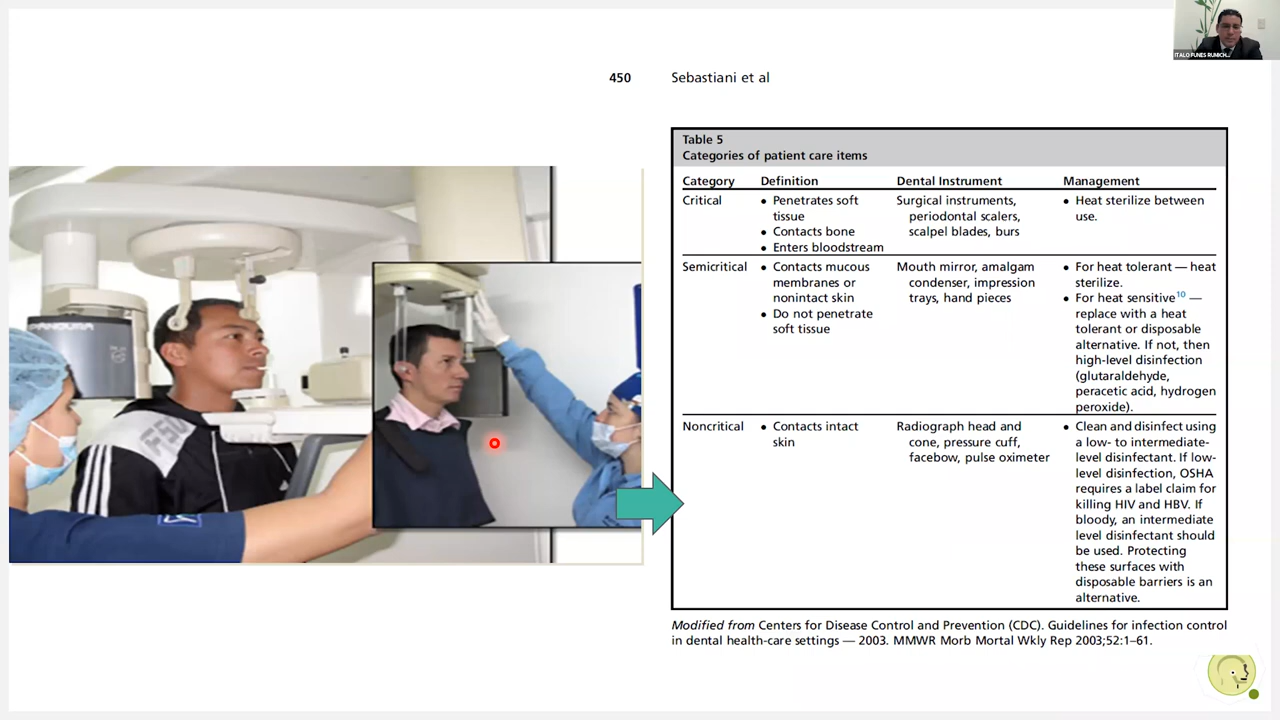 ITALO FUNES RUMICH...
450 Sebastiani et al
Table 5
Categories of patient care items
Category Definition Dental Instrument Management
Critical
• Penetrates soft
tissue
• Contacts bone
• Enters bloodstream
Surgical instruments,
periodontal scalers,
scalpel blades, burs
• Heat sterilize between
use.
Semicritical
• Contacts mucous
membranes or
nonintact skin
• Do not penetrate
soft tissue
Mouth mirror, amalgam
condenser, impression
trays, hand pieces
• For heat tolerant — heat
sterilize.
• For heat sensitive10 —
replace with a heat
tolerant or disposable
alternative. If not, then
high-level disinfection
(glutaraldehyde,
peracetic acid, hydrogen
peroxide).
Noncritical
• Contacts intact
skin
Radiograph head and
cone, pressure cuff,
facebow, pulse oximeter
• Clean and disinfect using
a low- to intermediate-
level disinfectant. If low-
level disinfection, OSHA
requires a label claim for
killing HIV and HBV. If
bloody, an intermediate
level disinfectant should
be used. Protecting
these surfaces with
disposable barriers is an
alternative.
Modified from Centers for Disease Control and Prevention (CDC). Guidelines for infection control
in dental health-care settings — 2003. MMWR Morb Mortal Wkly Rep 2003;52:1–61.